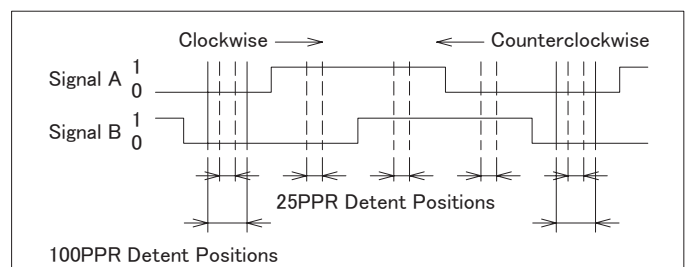 Clockwise Counterclockwise
Signal A 1
0
Signal B 1
0
25PPR Detent Positions
100PPR Detent Positions